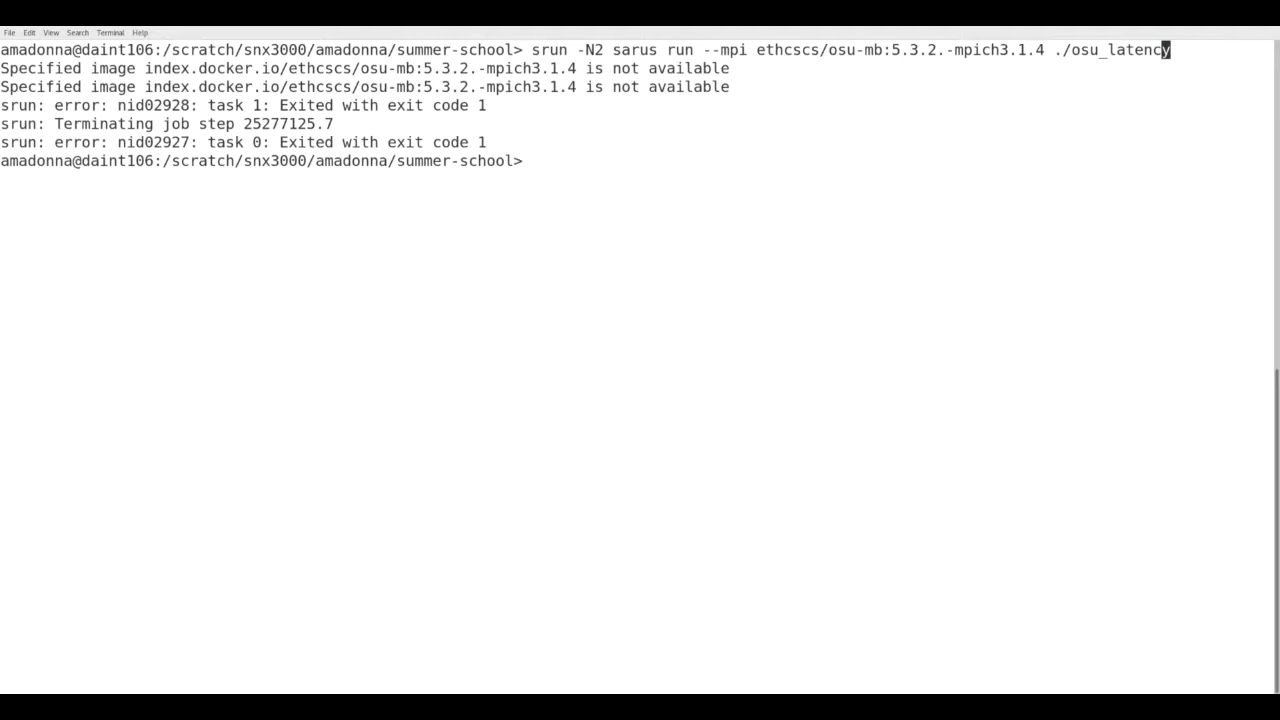 File Edit View Search Terminal Help
amadonna@daint106:/scratch/snx3000/amadonna/summer-school> srun -N2 sarus run --mpi ethcscs/osu-mb:5.3.2.-mpich3.1.4 ./osu_latency
Specified image index.docker.io/ethcscs/osu-mb:5.3.2.-mpich3.1.4 is not available
Specified image index.docker.io/ethcscs/osu-mb:5.3.2.-mpich3.1.4 is not available
srun: error: nid02928: task 1: Exited with exit code 1
srun: Terminating job step 25277125.7
srun: error: nid02927: task 0: Exited with exit code 1
amadonna@daint106:/scratch/snx3000/amadonna/summer-school>